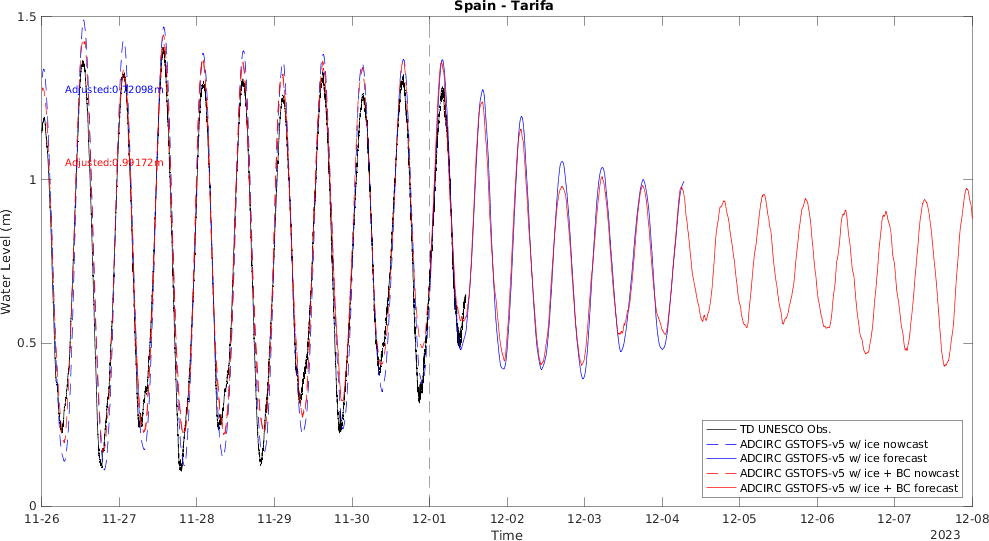 Spain - Tarifa
1.5
1
0.5
0
Water Level (m)
Adjusted:0.72098m
Adjusted:0.99172m
TD UNESCO Obs.
ADCIRC GSTOFS-v5 w/ ice nowcast
ADCIRC GSTOFS-v5 w/ ice forecast
ADCIRC GSTOFS-v5 w/ ice + BC nowcast
ADCIRC GSTOFS-v5 w/ ice + BC forecast
11-26 11-27 11-28 11-29 11-30 12-01 12-02 12-03 12-04 12-05 12-06 12-07 12-08
Time
2023